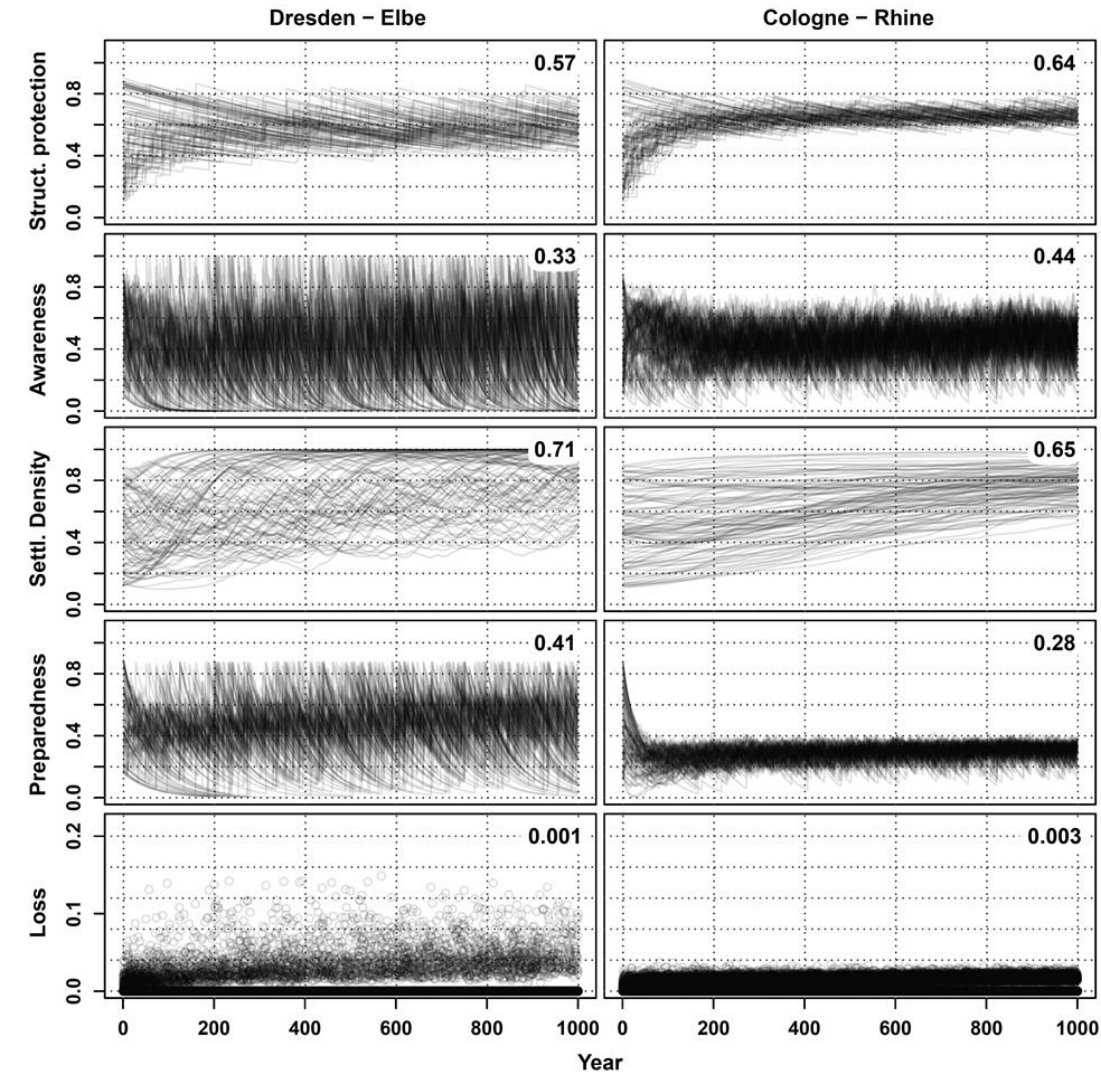 Dresden − Elbe
Cologne − Rhine
Struct. protection
0.0 0.4 0.8
0.57
0.64
Awareness
0.0 0.4 0.8
0.33
0.44
Settl. Density
0.0 0.4 0.8
0.71
0.65
Preparedness
0.0 0.4 0.8
0.41
0.28
Loss
0.0 0.1 0.2
0.001
0.003
0 200 400 600 800 1000
0 200 400 600 800 1000
Year